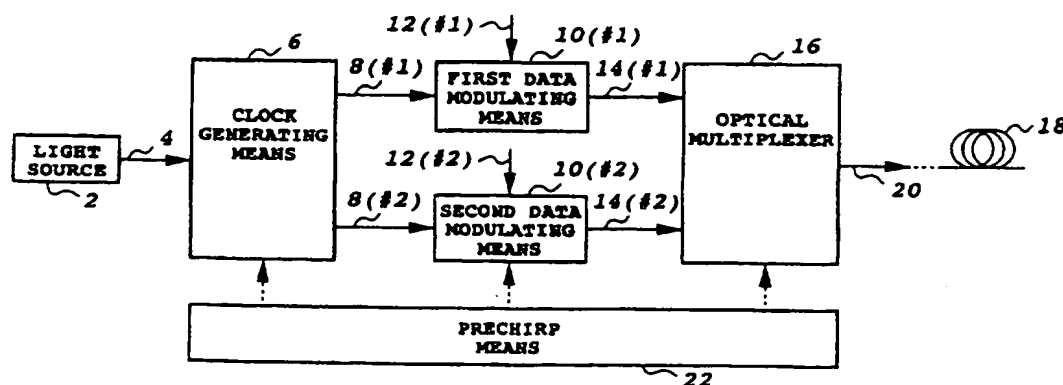 12(#1)
6
10(#1)
16
8(#1)
FIRST DATA
MODULATING
MEANS
14(#1)
CLOCK
GENERATING
MEANS
OPTICAL
MULTIPLEXER
18
LIGHT
SOURCE
4
2
12(#2)
10(#2)
20
8(#2)
SECOND DATA
MODULATING
MEANS
14(#2)
PRECHIRP
MEANS
22